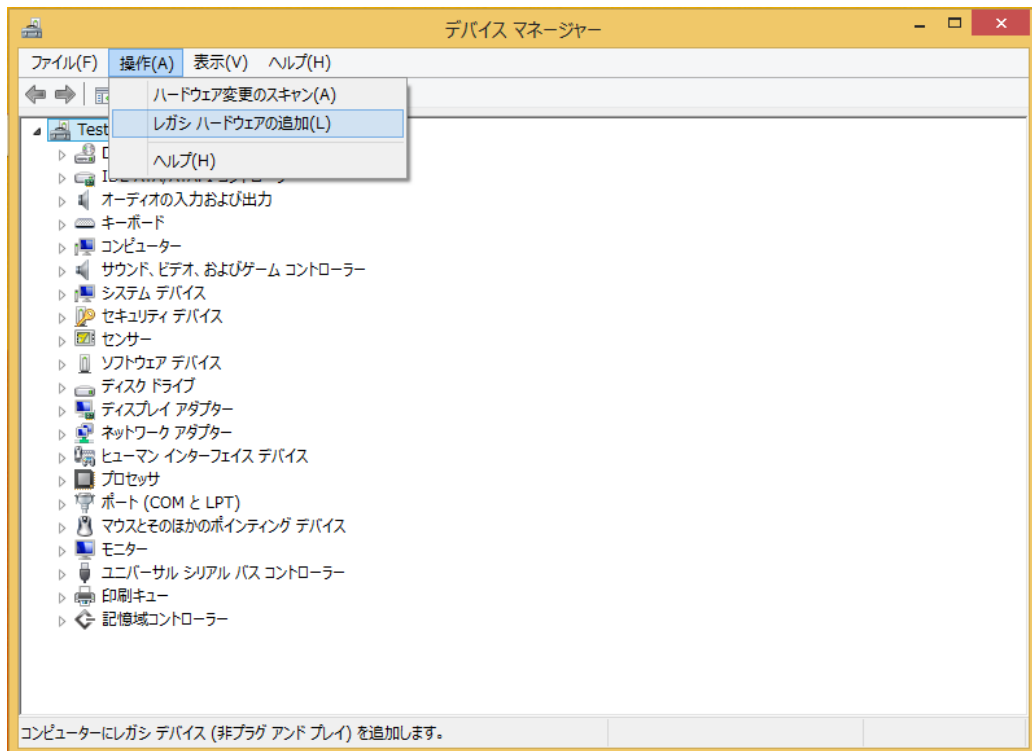 デバイス マネージャー
ファイル(F) 操作(A) 表示(V) ヘルプ(H)
ハードウェア変更のスキャン(A)
レガシ ハードウェアの追加(L)
ヘルプ(H)
Test
オーディオの入力および出力
キーボード
コンピューター
サウンド、ビデオ、およびゲーム コントローラー
システム デバイス
セキュリティ デバイス
センサー
ソフトウェア デバイス
ディスク ドライブ
ディスプレイ アダプター
ネットワーク アダプター
ヒューマン インターフェイス デバイス
プロセッサ
ポート (COM と LPT)
マウスとそのほかのポインティング デバイス
モニター
ユニバーサル シリアル バス コントローラー
印刷キュー
記憶域コントローラー
コンピューターにレガシ デバイス (非プラグ アンド プレイ) を追加します。